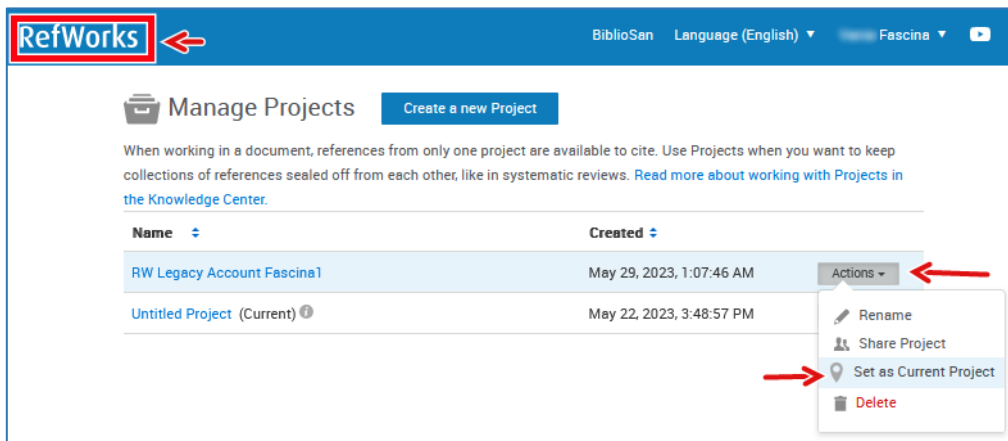 RefWorks
BiblioSan Language (English) Fascina
Manage Projects Create a new Project
When working in a document, references from only one project are available to cite. Use Projects when you want to keep
collections of references sealed off from each other, like in systematic reviews. Read more about working with Projects in
the Knowledge Center.
Name Created
RW Legacy Account Fascina1 May 29, 2023, 1:07:46 AM Actions
Untitled Project (Current) May 22, 2023, 3:48:57 PM
Rename
Share Project
Set as Current Project
Delete